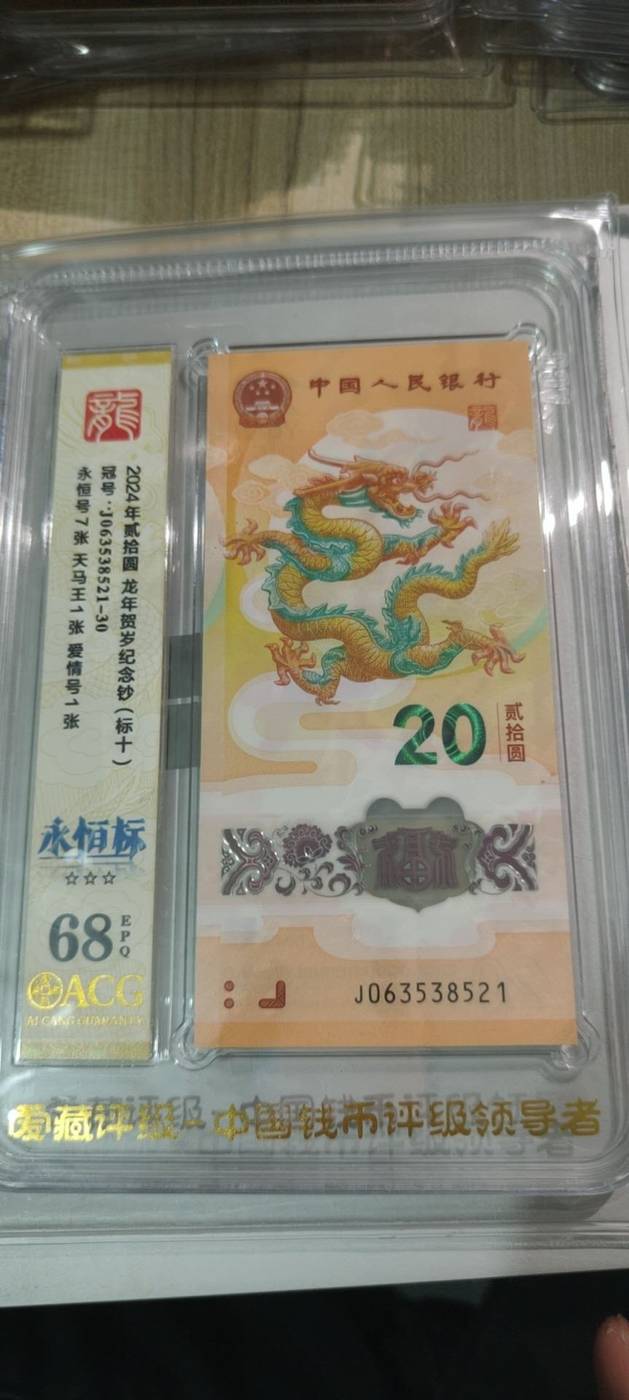 龍
2024年贰拾圆 龙年贺岁纪念钞(标十)
冠号:J063538521-30
永恒号7张 天马王1张 爱情号1张
永恒标
☆☆☆
68
EPQ
ACG
AI CANG GUARANTY
中国人民银行
龍
20
贰拾圆
J063538521
爱藏评级-中国钱币评级领导者